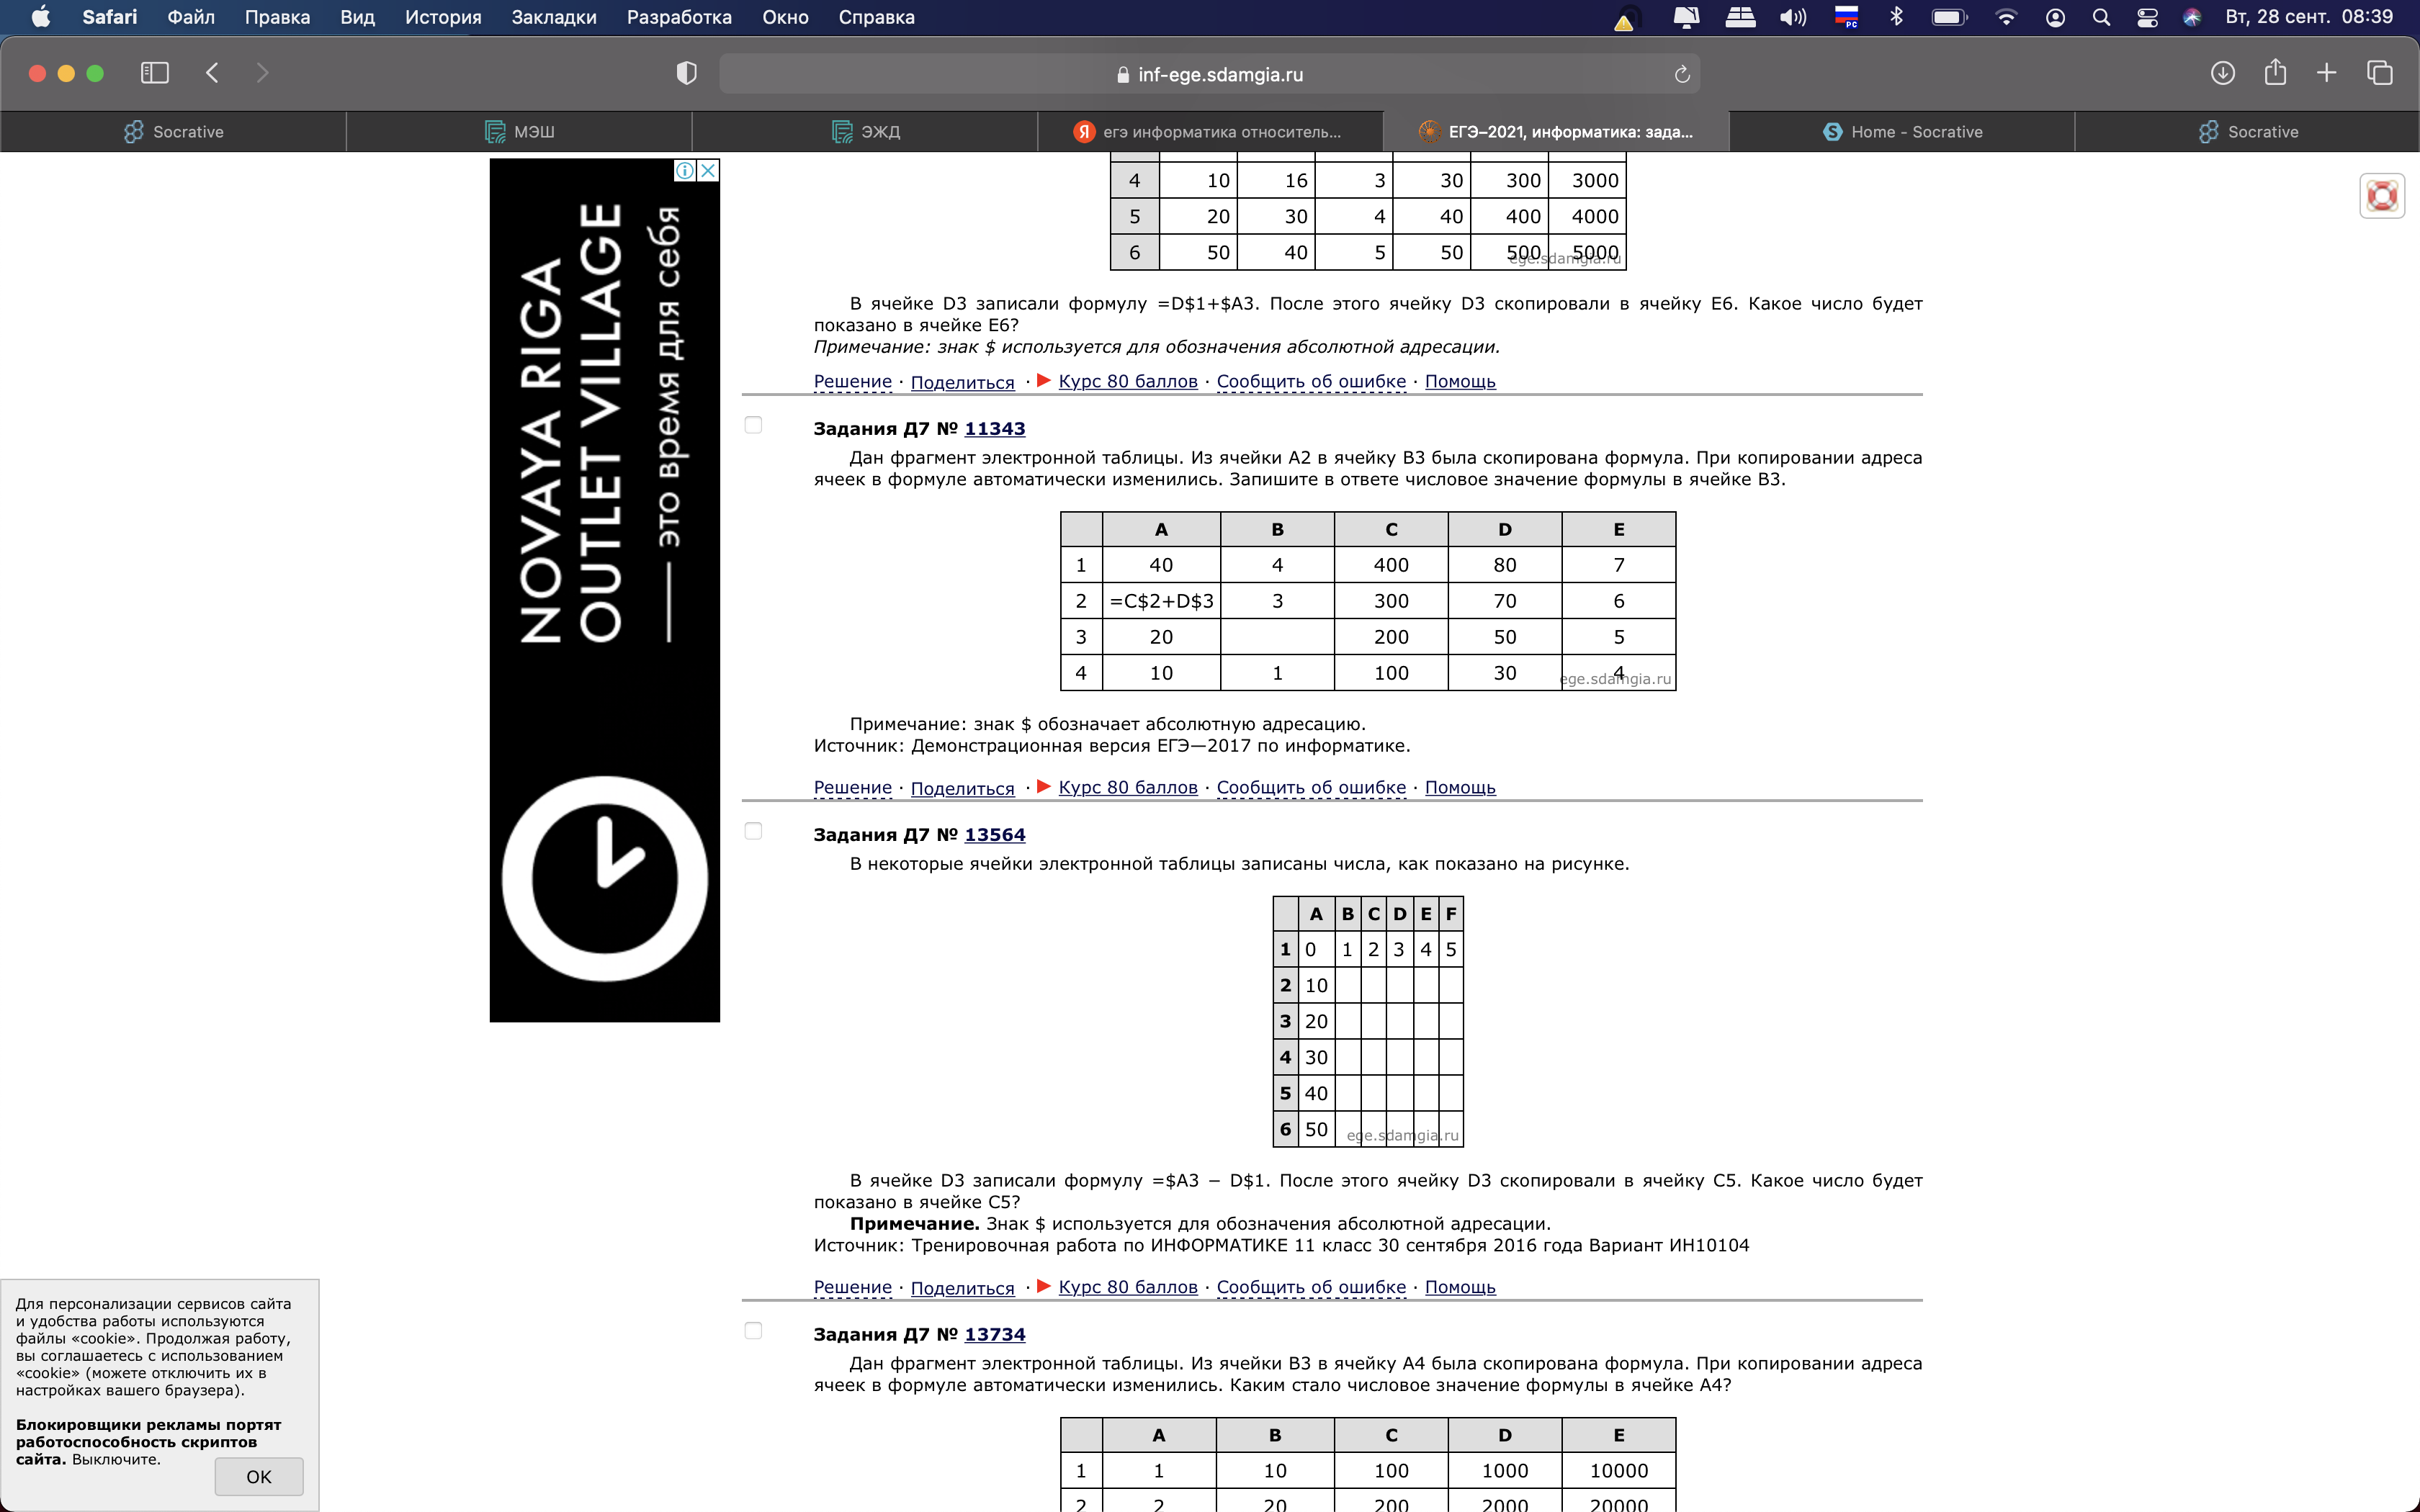 Safari Файл Правка Вид История Закладки Разработка Окно Справка РС Вт, 28 сент. 08:39
inf-ege.sdamgia.ru
Socrative МЭШ ЭЖД егэ информатика относитель... ЕГЭ–2021, информатика: зада... Home - Socrative Socrative
NOVAYA RIGA
OUTLET VILLAGE
это время для себя
4 10 16 3 30 300 3000
5 20 30 4 40 400 4000
6 50 40 5 50 500 5000
ege.sdamgia.ru
В ячейке D3 записали формулу =D$1+$A3. После этого ячейку D3 скопировали в ячейку E6. Какое число будет
показано в ячейке E6?
Примечание: знак $ используется для обозначения абсолютной адресации.
Решение · Поделиться · Курс 80 баллов · Сообщить об ошибке · Помощь
Задания Д7 № 11343
Дан фрагмент электронной таблицы. Из ячейки A2 в ячейку B3 была скопирована формула. При копировании адреса
ячеек в формуле автоматически изменились. Запишите в ответе числовое значение формулы в ячейке B3.
A B C D E
1 40 4 400 80 7
2 =C$2+D$3 3 300 70 6
3 20 200 50 5
4 10 1 100 30 4
ege.sdamgia.ru
Примечание: знак $ обозначает абсолютную адресацию.
Источник: Демонстрационная версия ЕГЭ—2017 по информатике.
Решение · Поделиться · Курс 80 баллов · Сообщить об ошибке · Помощь
Задания Д7 № 13564
В некоторые ячейки электронной таблицы записаны числа, как показано на рисунке.
A B C D E F
1 0 1 2 3 4 5
2 10
3 20
4 30
5 40
6 50
ege.sdamgia.ru
В ячейке D3 записали формулу =$A3 − D$1. После этого ячейку D3 скопировали в ячейку C5. Какое число будет
показано в ячейке C5?
Примечание. Знак $ используется для обозначения абсолютной адресации.
Источник: Тренировочная работа по ИНФОРМАТИКЕ 11 класс 30 сентября 2016 года Вариант ИН10104
Решение · Поделиться · Курс 80 баллов · Сообщить об ошибке · Помощь
Задания Д7 № 13734
Дан фрагмент электронной таблицы. Из ячейки B3 в ячейку A4 была скопирована формула. При копировании адреса
ячеек в формуле автоматически изменились. Каким стало числовое значение формулы в ячейке A4?
A B C D E
1 1 10 100 1000 10000
2 2 20 200 2000 20000
Для персонализации сервисов сайта
и удобства работы используются
файлы «cookie». Продолжая работу,
вы соглашаетесь с использованием
«cookie» (можете отключить их в
настройках вашего браузера).
Блокировщики рекламы портят
работоспособность скриптов
сайта. Выключите.
OK